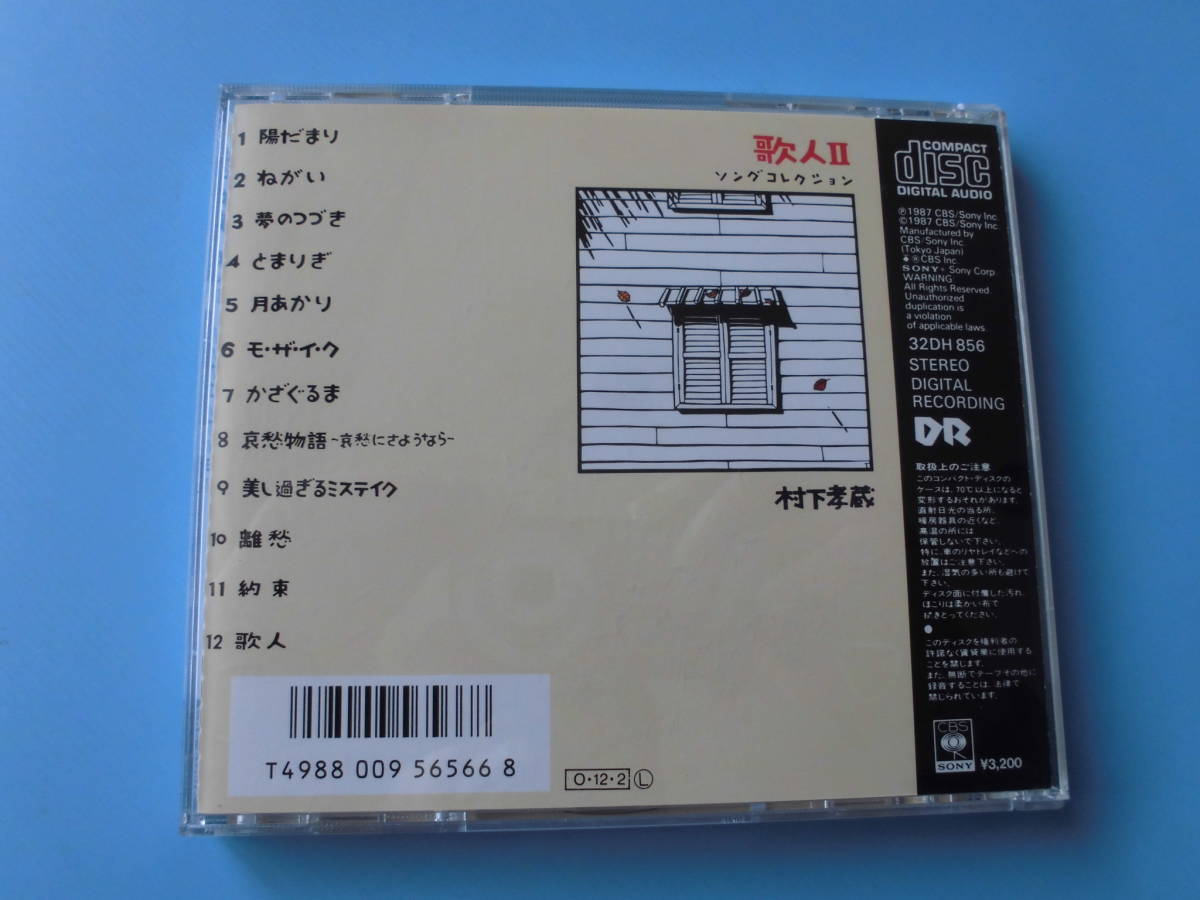 1 陽だまり
2 ねがい
3 夢のつづき
4 とまりぎ
5 月あかり
6 モ・ザ・イ・ク
7 かざぐるま
8 哀愁物語~哀愁にさようなら~
9 美し過ぎるミステイク
10 離愁
11 約束
12 歌人
T4988 009 56566 8
O・12・2 L
歌人II
ソングコレクション
村下孝蔵
COMPACT
disc
DIGITAL AUDIO
℗1987 CBS/Sony Inc.
©1987 CBS/Sony Inc.
Manufactured by
CBS/Sony Inc.
(Tokyo Japan)
® CBS Inc.
SONY® Sony Corp.
WARNING
All Rights Reserved.
Unauthorized
duplication is
a violation
of applicable laws.
32DH 856
STEREO
DIGITAL
RECORDING
DR
取扱上のご注意
このコンパクト・ディスクの
ケースは、70℃以上になると
変形するおそれがあります。
直射日光の当る所、
暖房器具の近くなど、
高温の所には
保管しないで下さい。
特に、車のリヤトレイなどへの
放置はご注意下さい。
また、湿気の多い所も避けて
下さい。
ディスク面に付着した汚れ、
ほこりは柔かい布で
拭きとってください。
このディスクを権利者の
許諾なく賃貸業に使用する
ことを禁じます。
また、無断でテープその他に
録音することは、法律で
禁じられています。
CBS
SONY
¥3,200